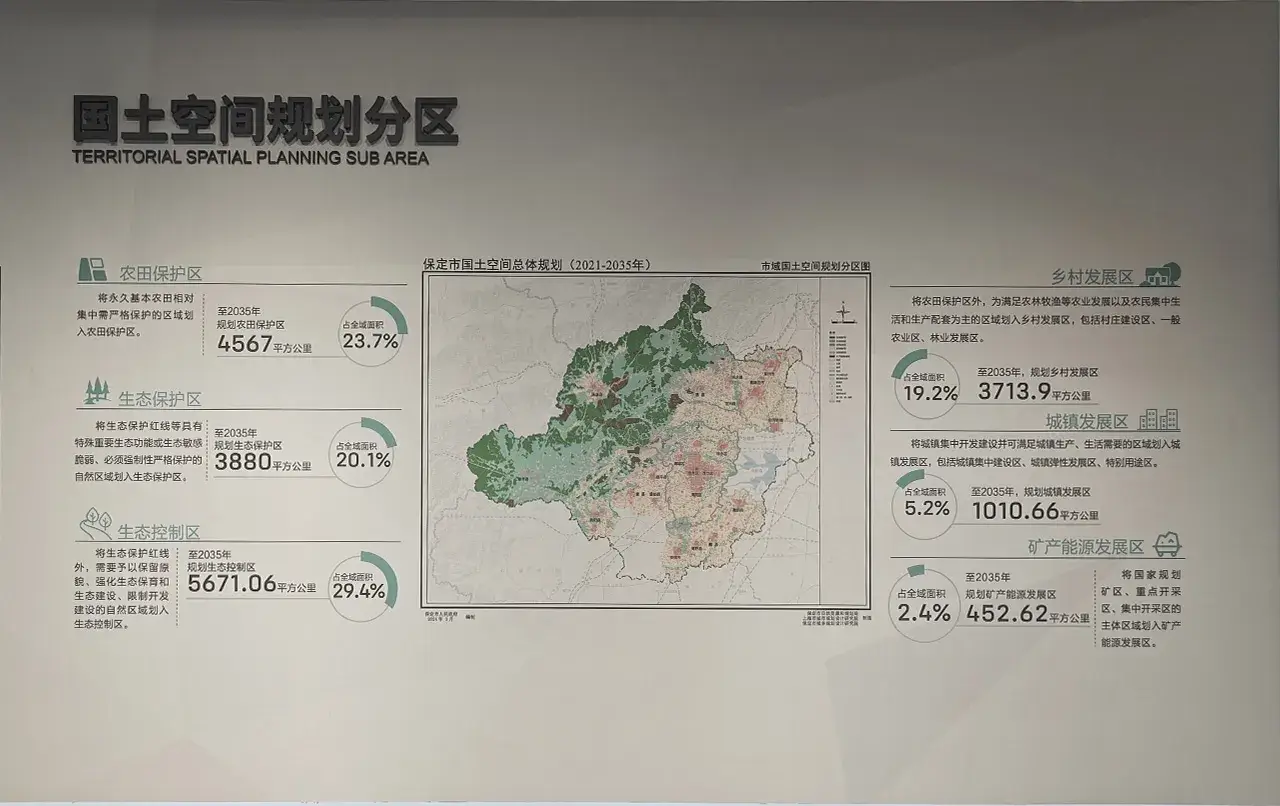 国土空间规划分区
TERRITORIAL SPATIAL PLANNING SUB AREA
农田保护区
将永久基本农田相对
集中需严格保护的区域划
入农田保护区。
至2035年
规划农田保护区
4567平方公里
占全域面积
23.7%
生态保护区
将生态保护红线等具有
特殊重要生态功能或生态敏感
脆弱、必须强制性严格保护的
自然区域划入生态保护区。
至2035年
规划生态保护区
3880平方公里
占全域面积
20.1%
生态控制区
将生态保护红线
外，需要予以保留原
貌、强化生态保育和
生态建设、限制开发
建设的自然区域划入
生态控制区。
至2035年
规划生态控制区
5671.06平方公里
占全域面积
29.4%
保定市国土空间总体规划（2021-2035年）
市域国土空间规划分区图
保定市人民政府
编制
乡村发展区
将农田保护区外，为满足农林牧渔等农业发展以及农民集中生
活和生产配套为主的区域划入乡村发展区，包括村庄建设区、一般
农业区、林业发展区。
占全域面积
19.2%
至2035年，规划乡村发展区
3713.9平方公里
城镇发展区
将城镇集中开发建设并可满足城镇生产、生活需要的区域划入城
镇发展区，包括城镇集中建设区、城镇弹性发展区、特别用途区。
占全域面积
5.2%
至2035年，规划城镇发展区
1010.66平方公里
矿产能源发展区
占全域面积
2.4%
至2035年
规划矿产能源发展区
452.62平方公里
将国家规划
矿区、重点开采
区、集中开采区的
主体区域划入矿产
能源发展区。